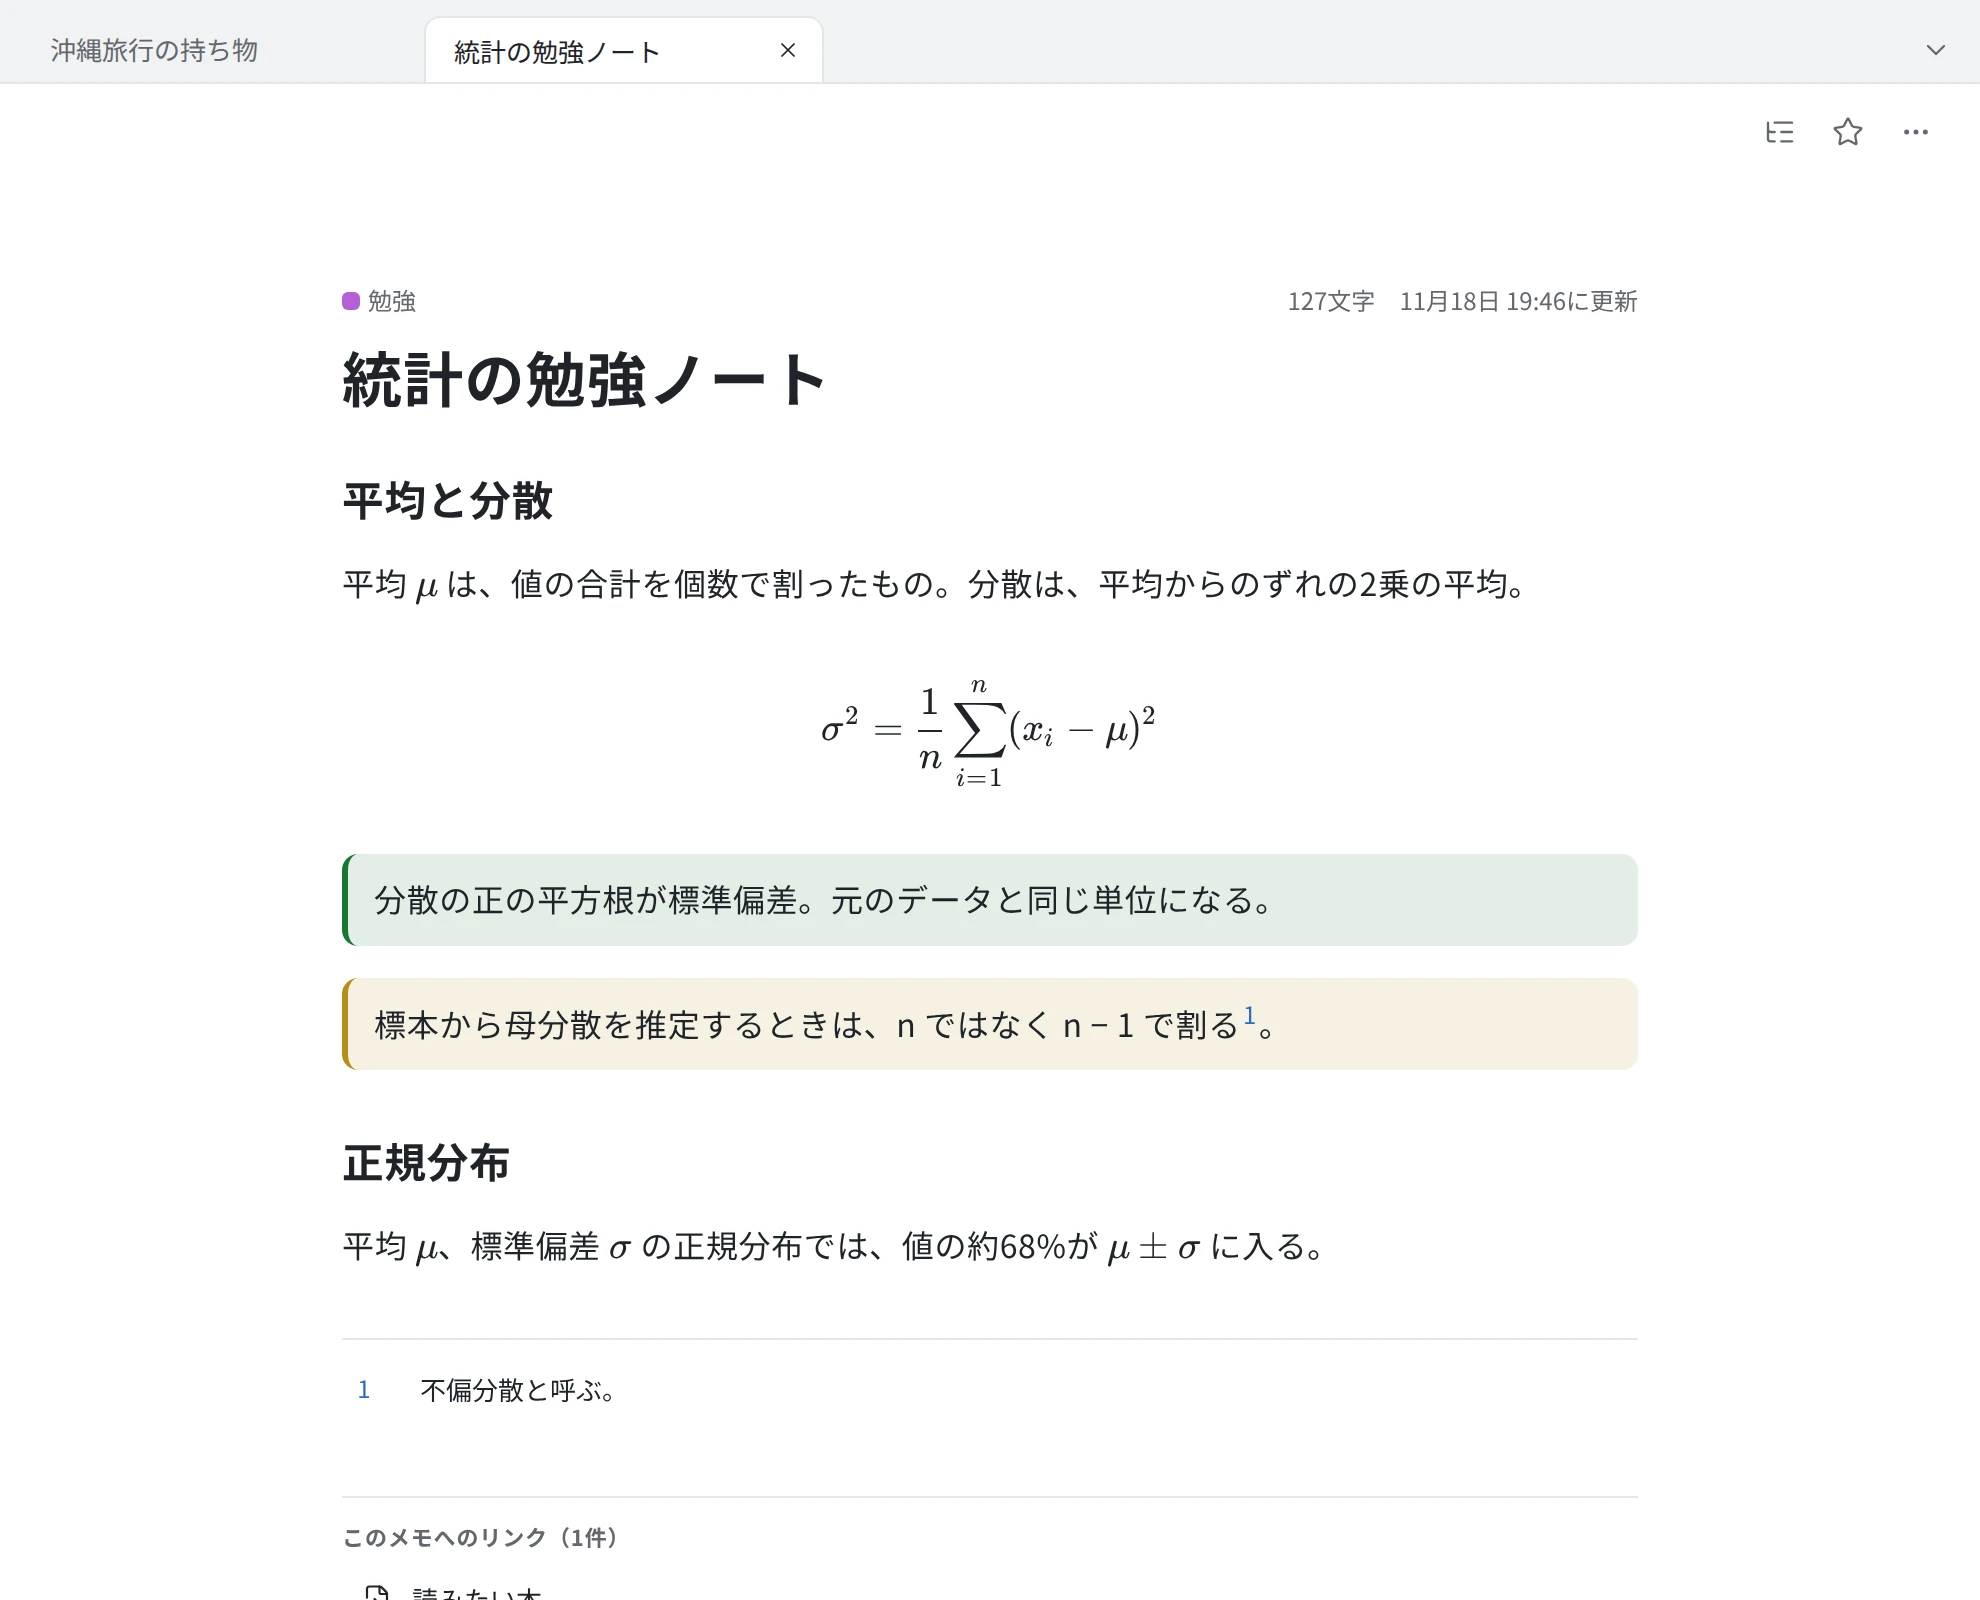 沖縄旅行の持ち物
統計の勉強ノート
勉強
127文字 11月18日 19:46に更新
統計の勉強ノート
平均と分散
平均 μ は、値の合計を個数で割ったもの。分散は、平均からのずれの2乗の平均。
σ² = 1/n ∑_{i=1}^{n} (x_i − μ)²
分散の正の平方根が標準偏差。元のデータと同じ単位になる。
標本から母分散を推定するときは、n ではなく n − 1 で割る¹。
正規分布
平均 μ、標準偏差 σ の正規分布では、値の約68%が μ ± σ に入る。
1 不偏分散と呼ぶ。
このメモへのリンク（1件）
読みたい本